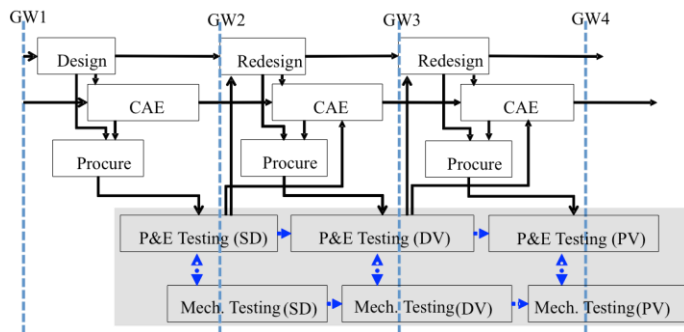 GW1 GW2 GW3 GW4
Design Redesign Redesign
CAE CAE CAE
Procure Procure Procure
P&E Testing (SD) P&E Testing (DV) P&E Testing (PV)
Mech. Testing (SD) Mech. Testing(DV) Mech. Testing (PV)